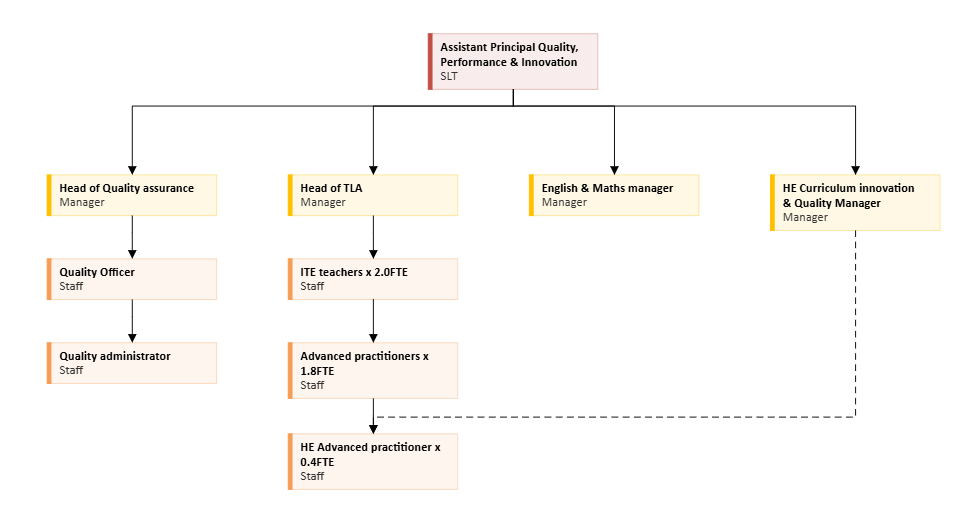 Assistant Principal Quality,
Performance & Innovation
SLT
Head of Quality assurance
Manager
Head of TLA
Manager
English & Maths manager
Manager
HE Curriculum innovation
& Quality Manager
Manager
Quality Officer
Staff
ITE teachers x 2.0FTE
Staff
Quality administrator
Staff
Advanced practitioners x
1.8FTE
Staff
HE Advanced practitioner x
0.4FTE
Staff